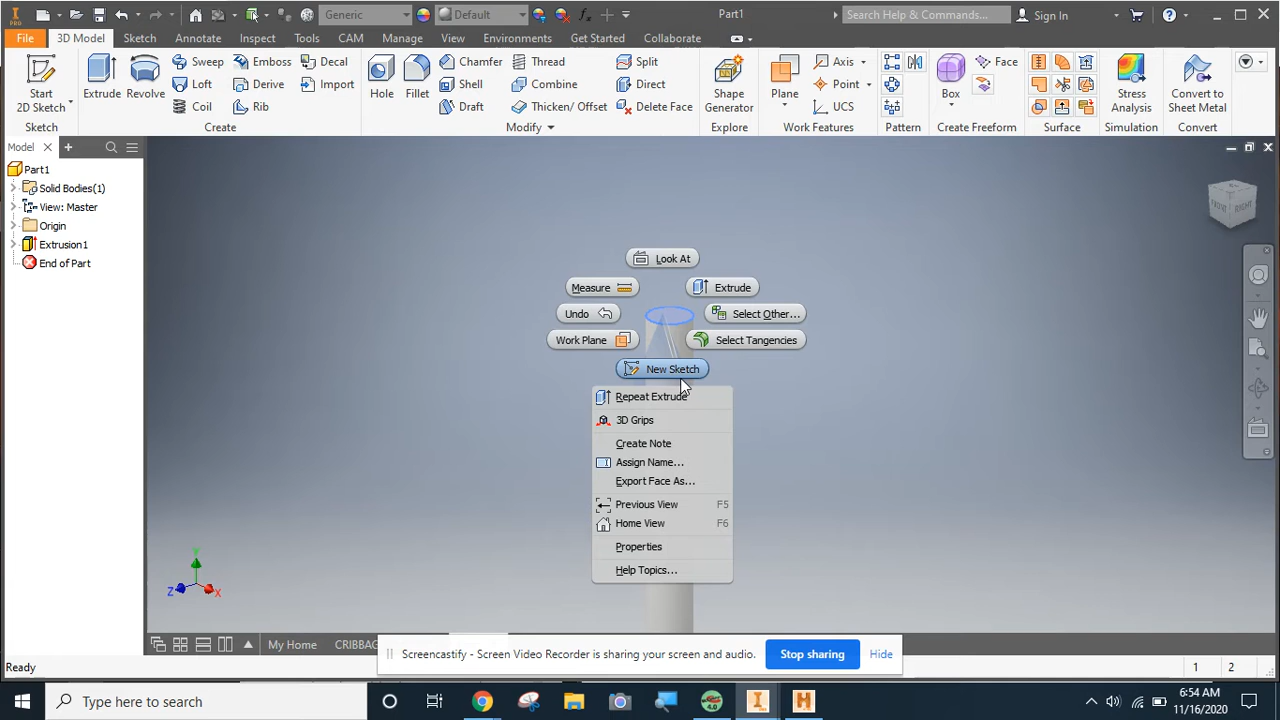 Generic
Default
Part1
Search Help & Commands...
Sign In
File
3D Model
Sketch
Annotate
Inspect
Tools
CAM
Manage
View
Environments
Get Started
Collaborate
Start
2D Sketch
Extrude
Revolve
Sweep
Loft
Coil
Emboss
Derive
Rib
Decal
Import
Hole
Fillet
Chamfer
Shell
Draft
Thread
Combine
Thicken/ Offset
Split
Direct
Delete Face
Shape
Generator
Plane
Axis
Point
UCS
Box
Face
Stress
Analysis
Convert to
Sheet Metal
Sketch
Create
Modify
Explore
Work Features
Pattern
Create Freeform
Surface
Simulation
Convert
Model
Part1
Solid Bodies(1)
View: Master
Origin
Extrusion1
End of Part
FRONT
RIGHT
Look At
Measure
Extrude
Undo
Select Other...
Work Plane
Select Tangencies
New Sketch
Repeat Extrude
3D Grips
Create Note
Assign Name...
Export Face As...
Previous View F5
Home View F6
Properties
Help Topics...
Y
Z
X
My Home
CRIBBAG
Screencastify - Screen Video Recorder is sharing your screen and audio.
Stop sharing
Hide
Ready
1
2
Type here to search
4.0
6:54 AM
11/16/2020